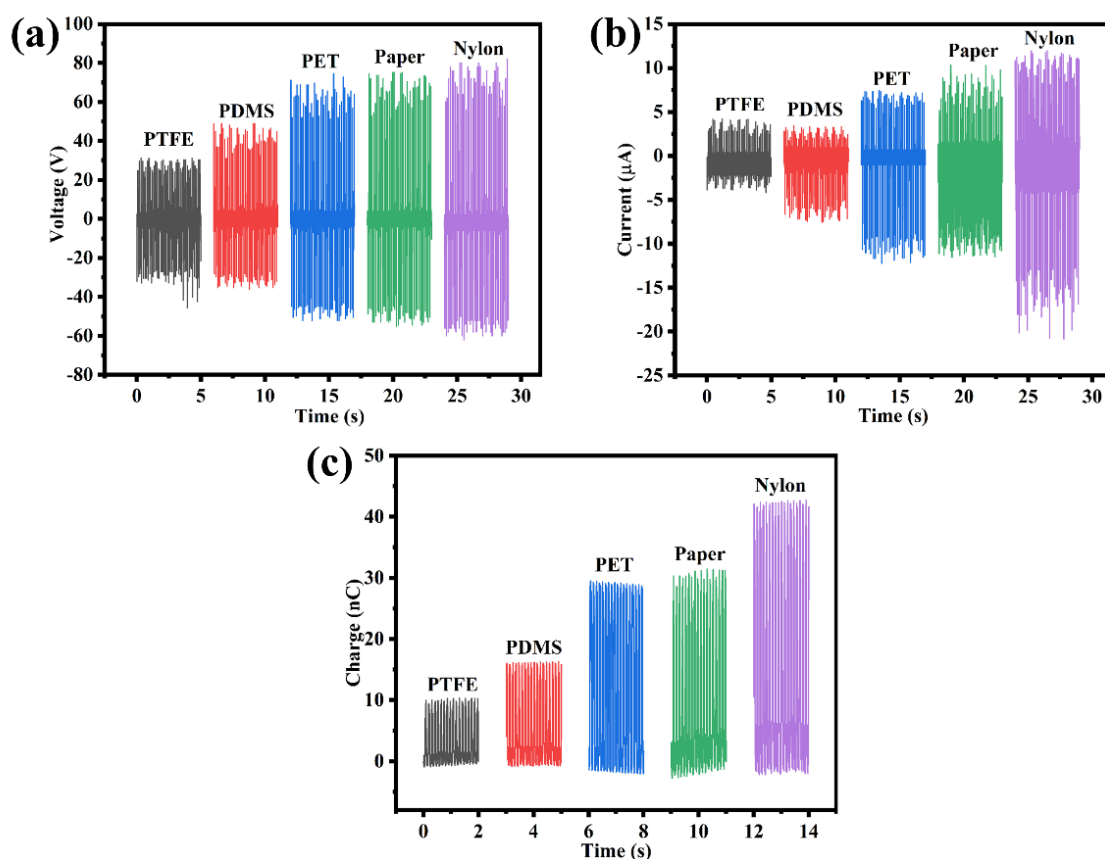 (a)
Voltage (V)
100
80
60
40
20
0
-20
-40
-60
-80
PTFE
PDMS
PET
Paper
Nylon
0 5 10 15 20 25 30
Time (s)
(b)
Current (μA)
15
10
5
0
-5
-10
-15
-20
-25
PTFE
PDMS
PET
Paper
Nylon
0 5 10 15 20 25 30
Time (s)
(c)
Charge (nC)
50
40
30
20
10
0
PTFE
PDMS
PET
Paper
Nylon
0 2 4 6 8 10 12 14
Time (s)